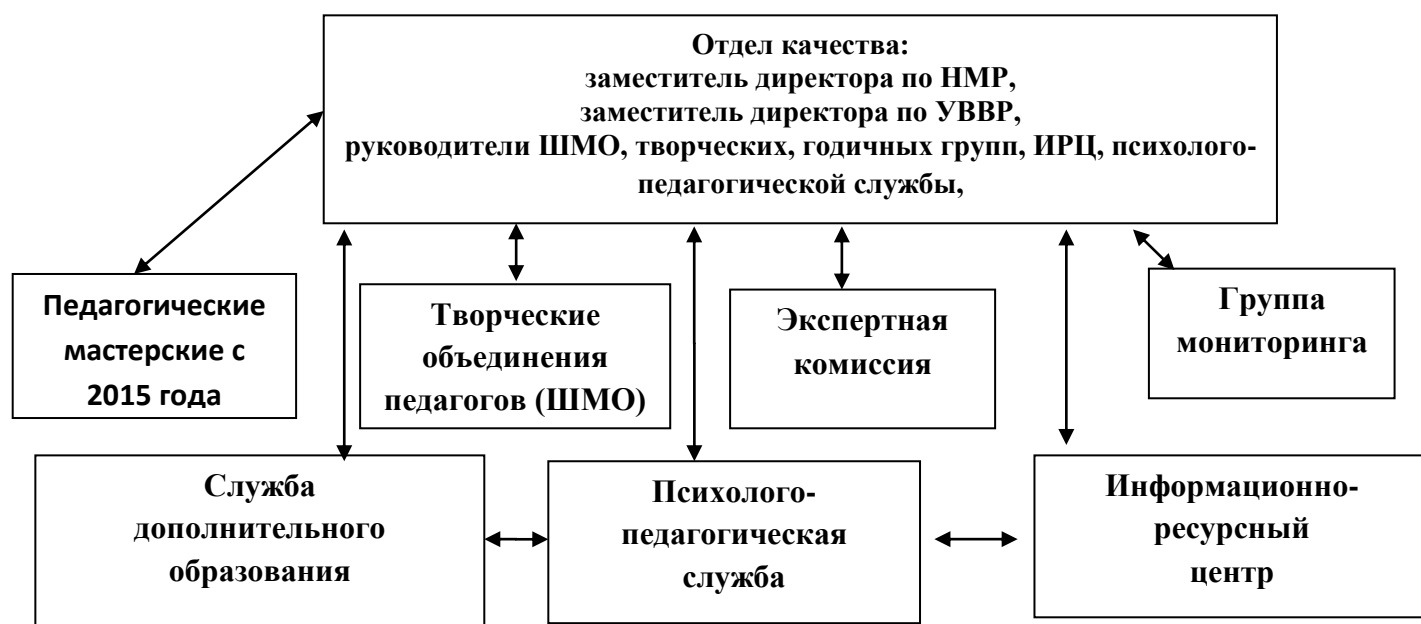 Отдел качества:
заместитель директора по НМР,
заместитель директора по УВВР,
руководители ШМО, творческих, годичных групп, ИРЦ, психолого-
педагогической службы,
Педагогические
мастерские с
2015 года
Творческие
объединения
педагогов (ШМО)
Экспертная
комиссия
Группа
мониторинга
Служба
дополнительного
образования
Психолого-
педагогическая
служба
Информационно-
ресурсный
центр